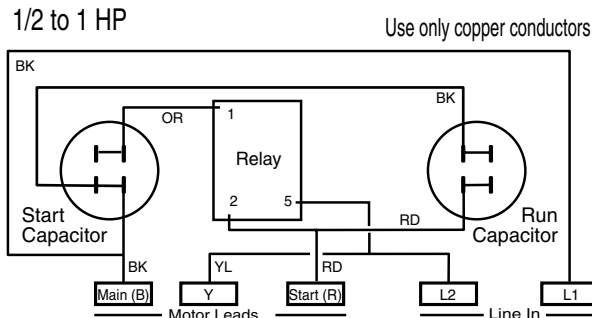 1/2 to 1 HP
Use only copper conductors
BK
BK
OR
1
Relay
2
5
Start
Capacitor
RD
Run
Capacitor
BK
YL
RD
Main (B)
Y
Start (R)
L2
L1
Motor Leads
Line In